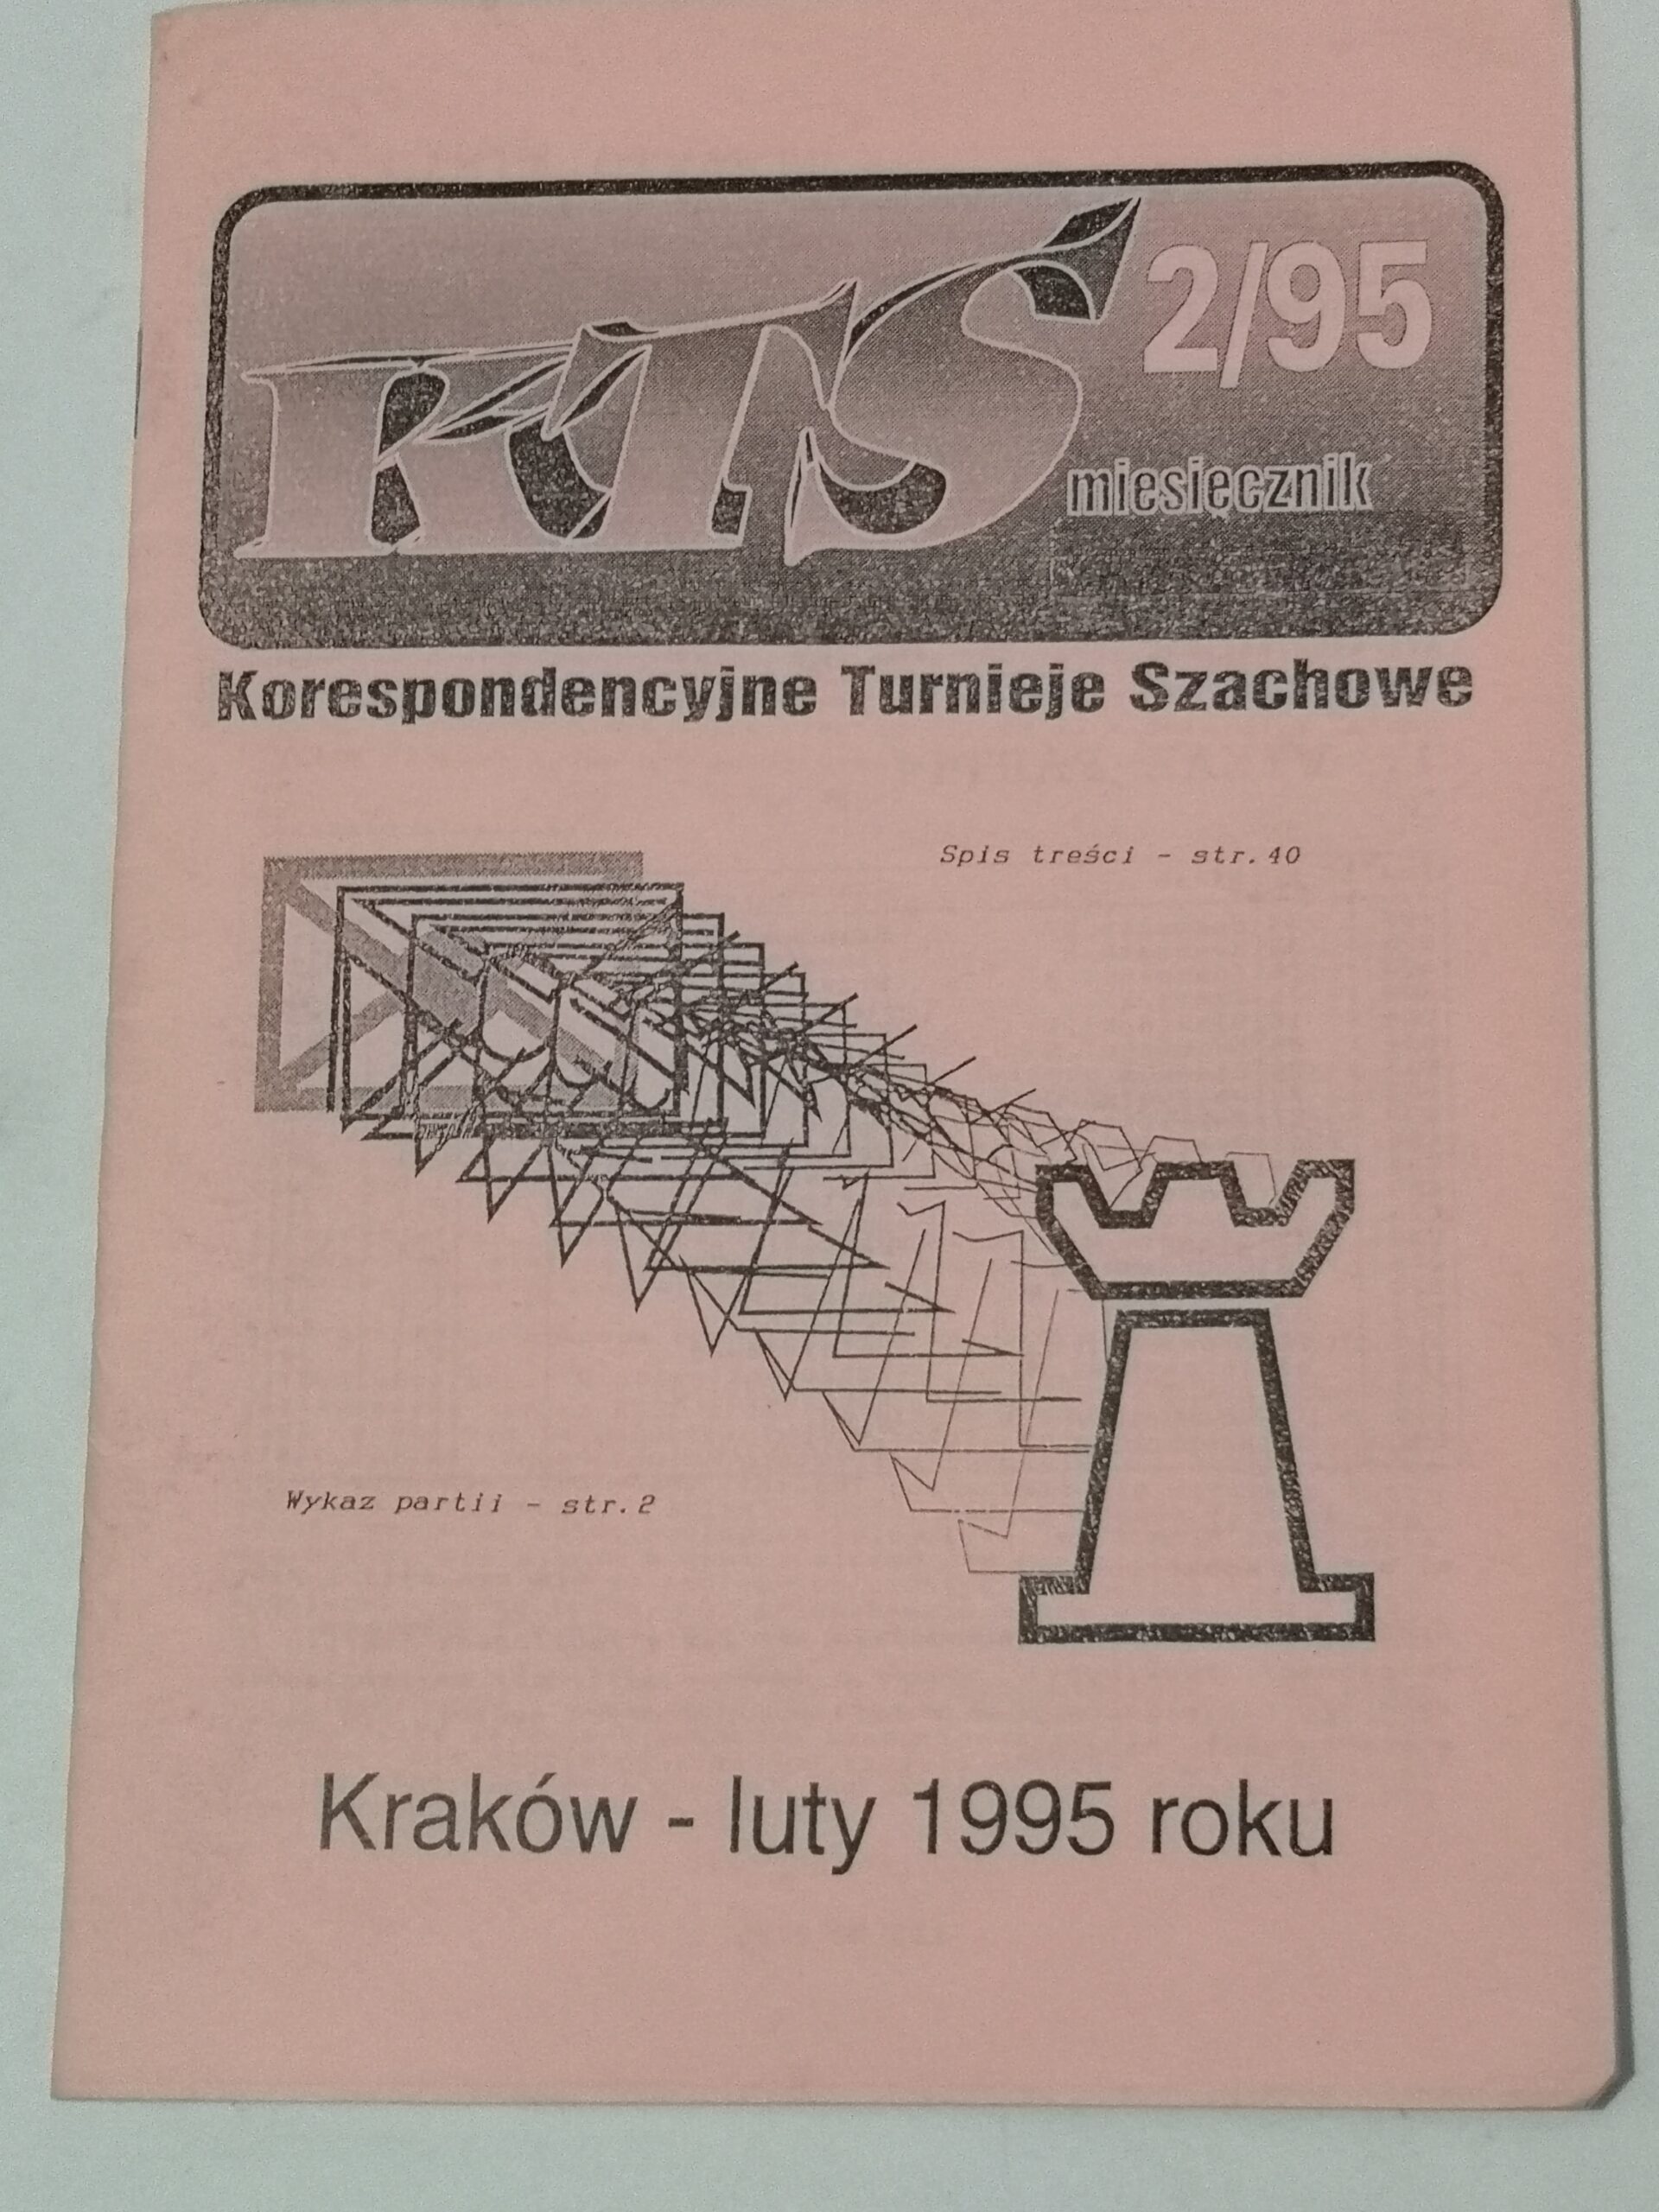 KTS 2/95
miesięcznik
Korespondencyjne Turnieje Szachowe
Spis treści - str.40
Wykaz partii - str.2
Kraków - luty 1995 roku